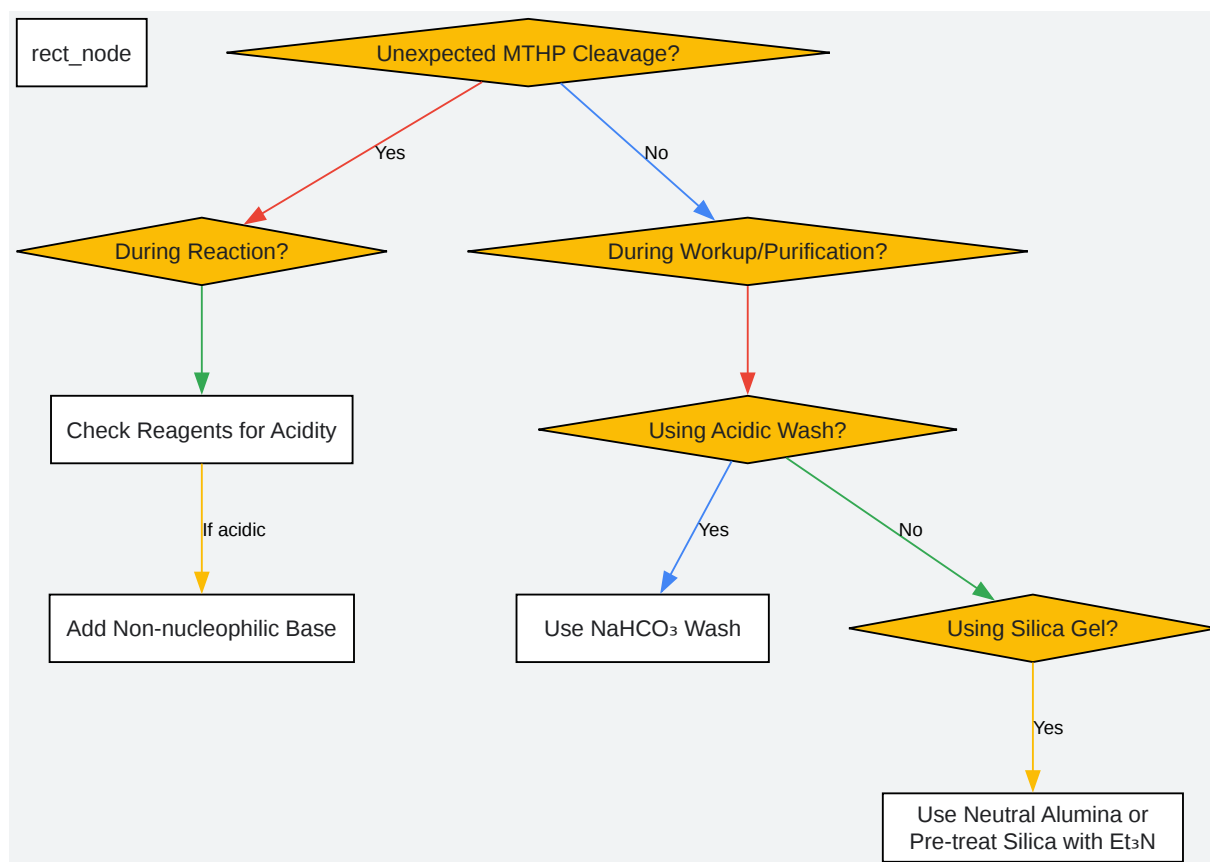 rect_node
Unexpected MTHP Cleavage?
Yes
No
During Reaction?
During Workup/Purification?
Check Reagents for Acidity
Using Acidic Wash?
If acidic
Yes
No
Add Non-nucleophilic Base
Use NaHCO₃ Wash
Using Silica Gel?
Yes
Use Neutral Alumina or
Pre-treat Silica with Et₃N